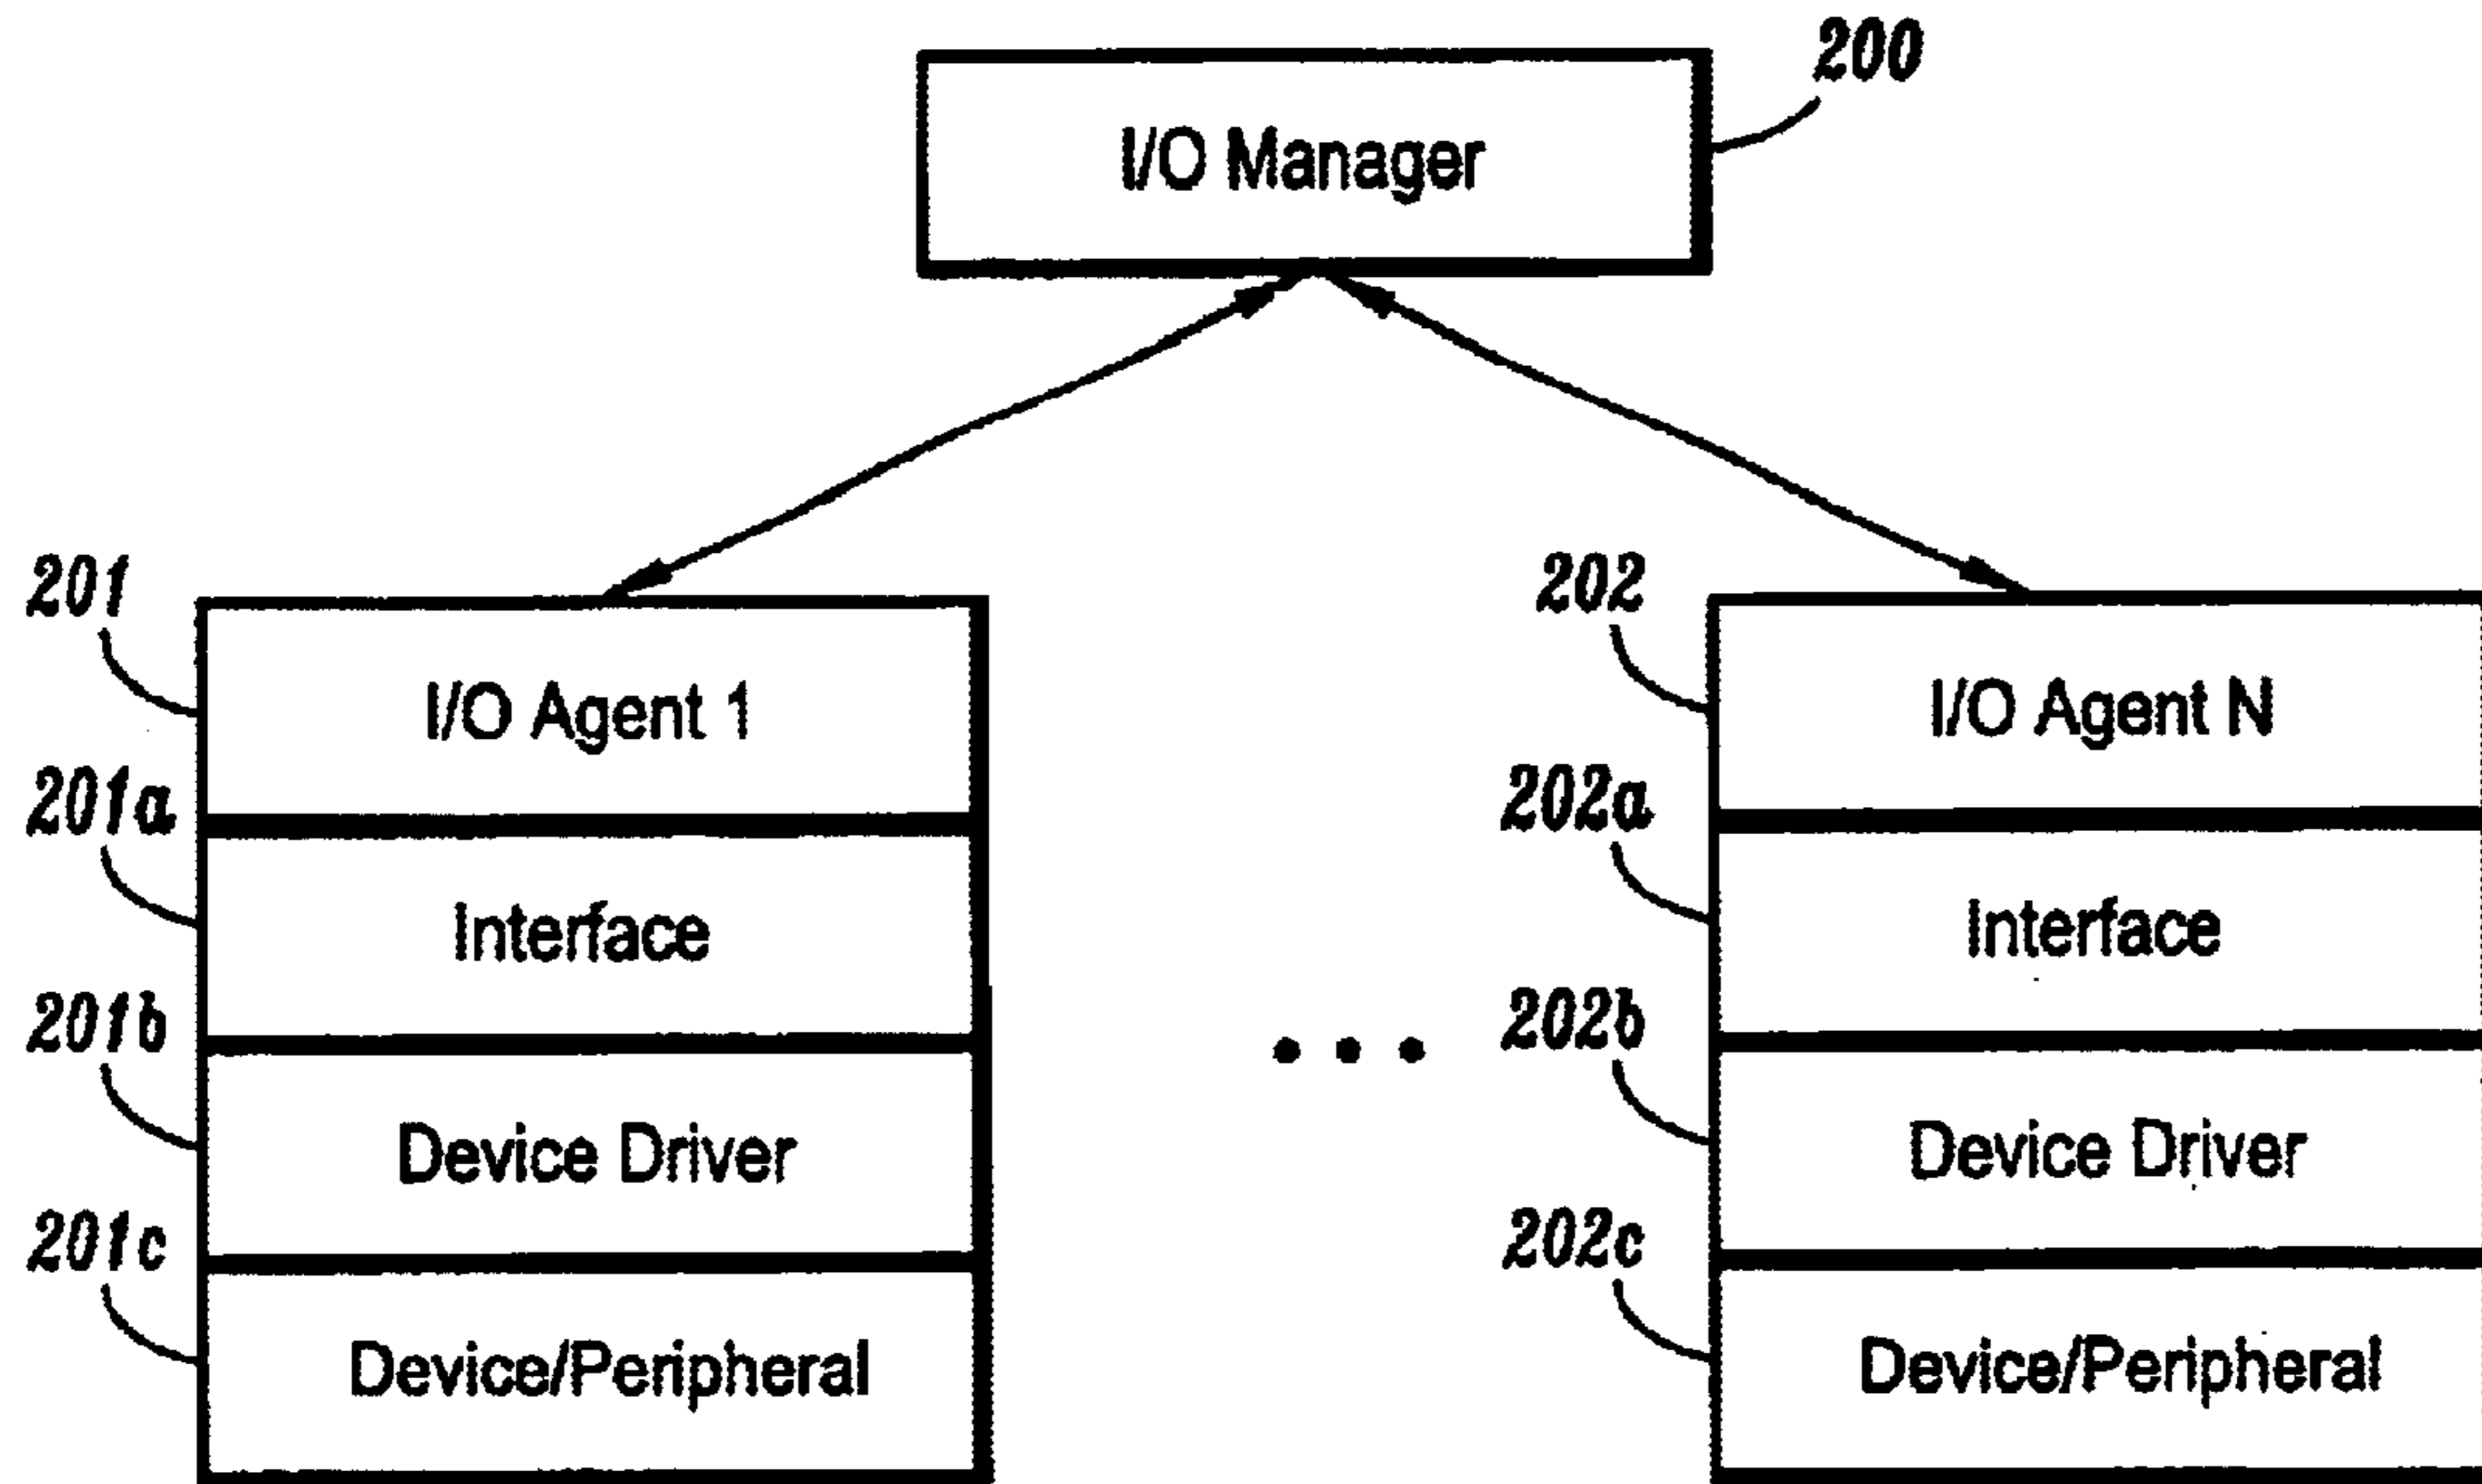 200
I/O Manager
201
I/O Agent 1
201a
Interface
201b
Device Driver
201c
Device/Peripheral
202
I/O Agent N
202a
Interface
202b
Device Driver
202c
Device/Peripheral